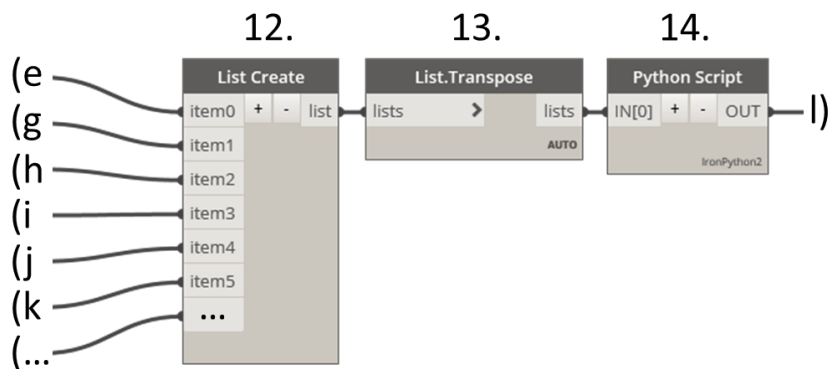 12. 13. 14.
List Create List.Transpose Python Script
(e item0 + - list lists > lists IN[0] + - OUT l)
(g item1 AUTO
(h item2 IronPython2
(i item3
(j item4
(k item5
(... ...